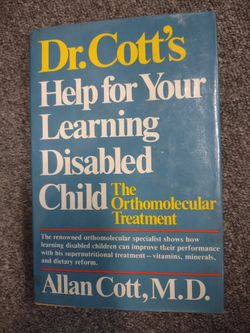 Dr. Cott's
Help for Your
Learning
Disabled
Child The
Orthomolecular
Treatment
The renowned orthomolecular specialist shows how
learning disabled children can improve their performance
with his supernutritional treatment—vitamins, minerals,
and dietary reform.
Allan Cott, M.D.